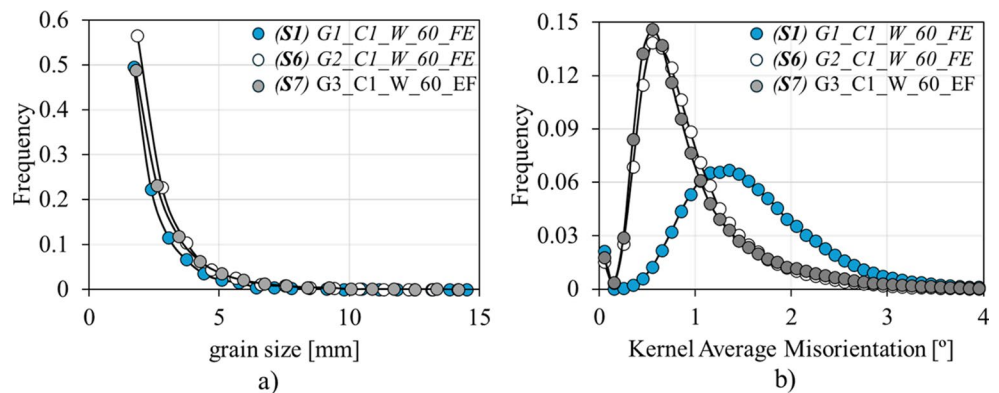 (S1) G1_C1_W_60_FE
(S6) G2_C1_W_60_FE
(S7) G3_C1_W_60_EF
Frequency
0.6
0.5
0.4
0.3
0.2
0.1
0
0 5 10 15
grain size [mm]
a)
(S1) G1_C1_W_60_FE
(S6) G2_C1_W_60_FE
(S7) G3_C1_W_60_EF
Frequency
0.15
0.12
0.09
0.06
0.03
0
0 1 2 3 4
Kernel Average Misorientation [º]
b)